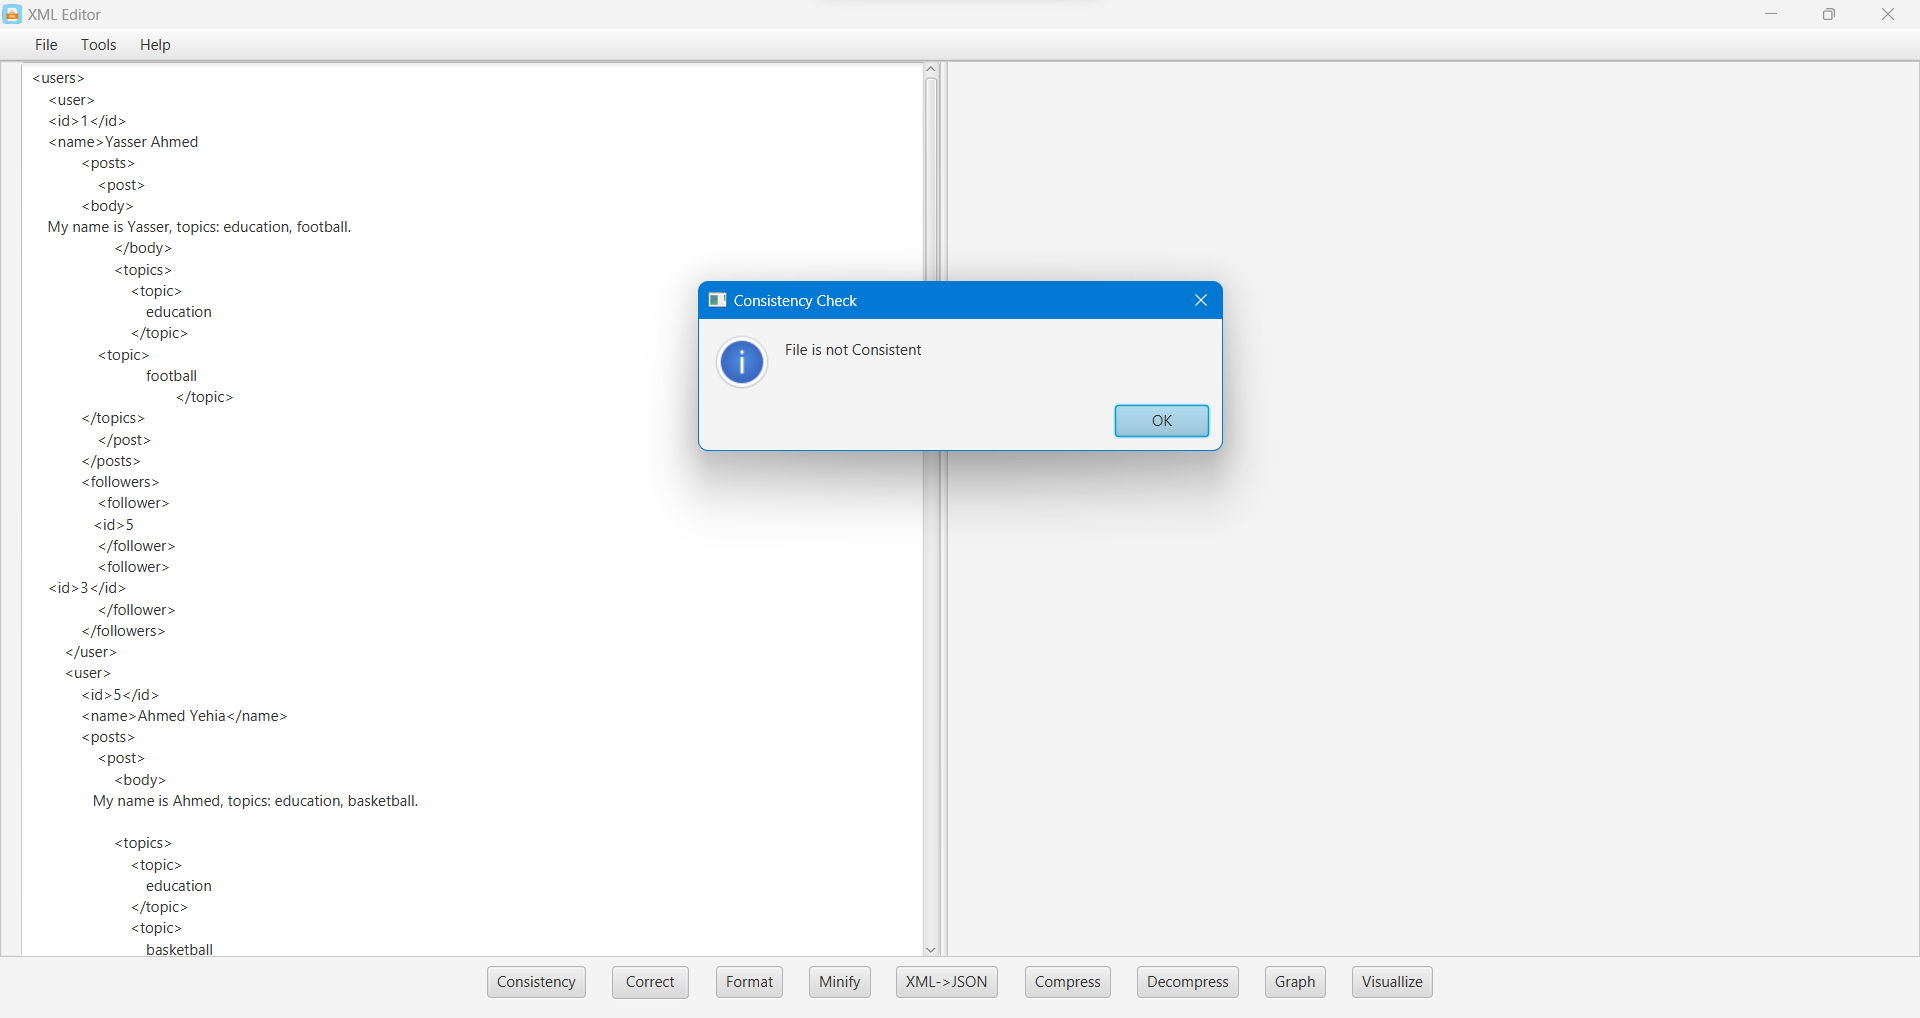 XML Editor
File Tools Help
<users>
<user>
<id>1</id>
<name>Yasser Ahmed
<posts>
<post>
<body>
My name is Yasser, topics: education, football.
</body>
<topics>
<topic>
education
</topic>
<topic>
football
</topic>
</topics>
</post>
</posts>
<followers>
<follower>
<id>5
</follower>
<follower>
<id>3</id>
</follower>
</followers>
</user>
<user>
<id>5</id>
<name>Ahmed Yehia</name>
<posts>
<post>
<body>
My name is Ahmed, topics: education, basketball.
<topics>
<topic>
education
</topic>
<topic>
basketball
Consistency Check
File is not Consistent
OK
Consistency Correct Format Minify XML->JSON Compress Decompress Graph Visuallize